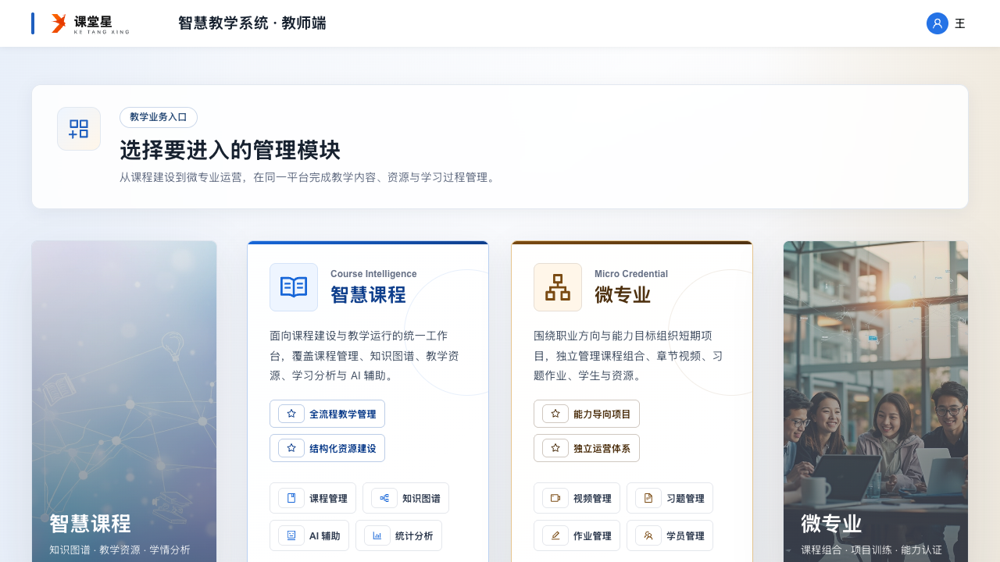 课堂星
KE TANG XING
智慧教学系统 · 教师端
王
教学业务入口
选择要进入的管理模块
从课程建设到微专业运营，在同一平台完成教学内容、资源与学习过程管理。
智慧课程
知识图谱 · 教学资源 · 学情分析
Course Intelligence
智慧课程
面向课程建设与教学运行的统一工作
台，覆盖课程管理、知识图谱、教学资
源、学习分析与 AI 辅助。
全流程教学管理
结构化资源建设
课程管理
知识图谱
AI 辅助
统计分析
Micro Credential
微专业
围绕职业方向与能力目标组织短期项
目，独立管理课程组合、章节视频、习
题作业、学生与资源。
能力导向项目
独立运营体系
视频管理
习题管理
作业管理
学员管理
微专业
课程组合 · 项目训练 · 能力认证